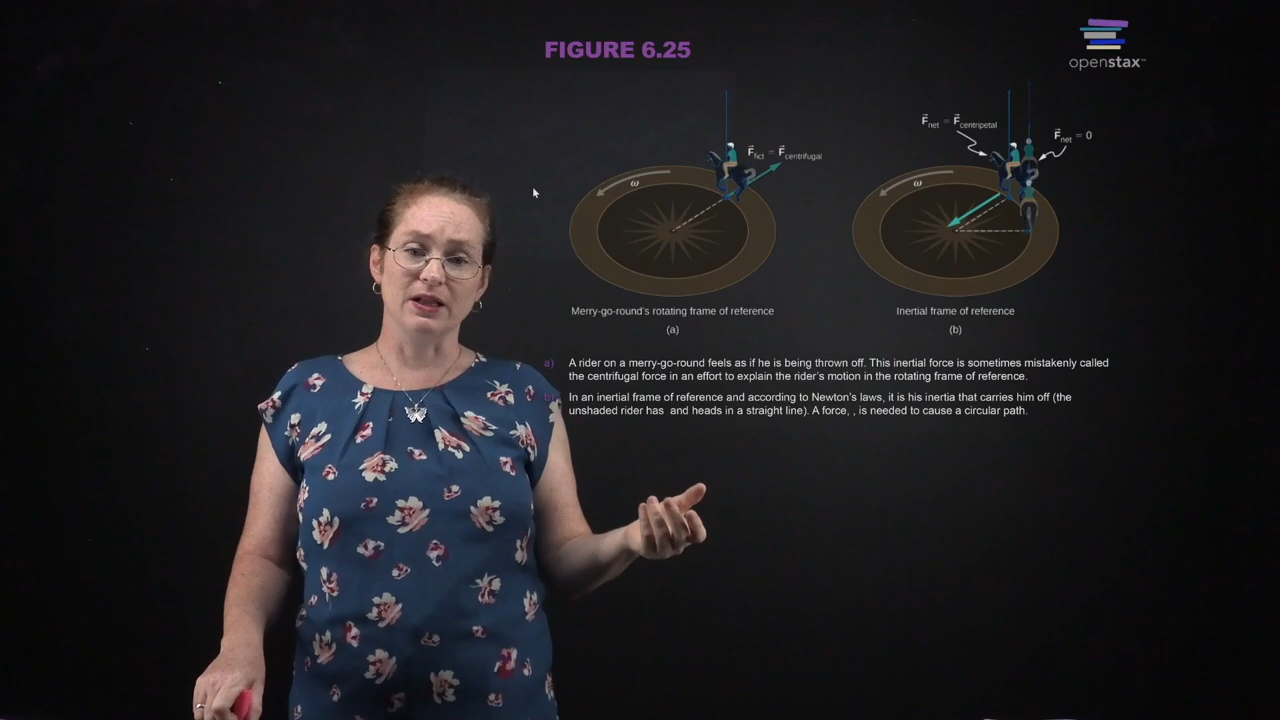 FIGURE 6.25
openstax™
F⃗net = F⃗centripetal
F⃗net = 0
F⃗fict = F⃗centrifugal
ω
ω
Merry-go-round's rotating frame of reference
(a)
Inertial frame of reference
(b)
a) A rider on a merry-go-round feels as if he is being thrown off. This inertial force is sometimes mistakenly called
the centrifugal force in an effort to explain the rider's motion in the rotating frame of reference.
b) In an inertial frame of reference and according to Newton's laws, it is his inertia that carries him off (the
unshaded rider has and heads in a straight line). A force, , is needed to cause a circular path.